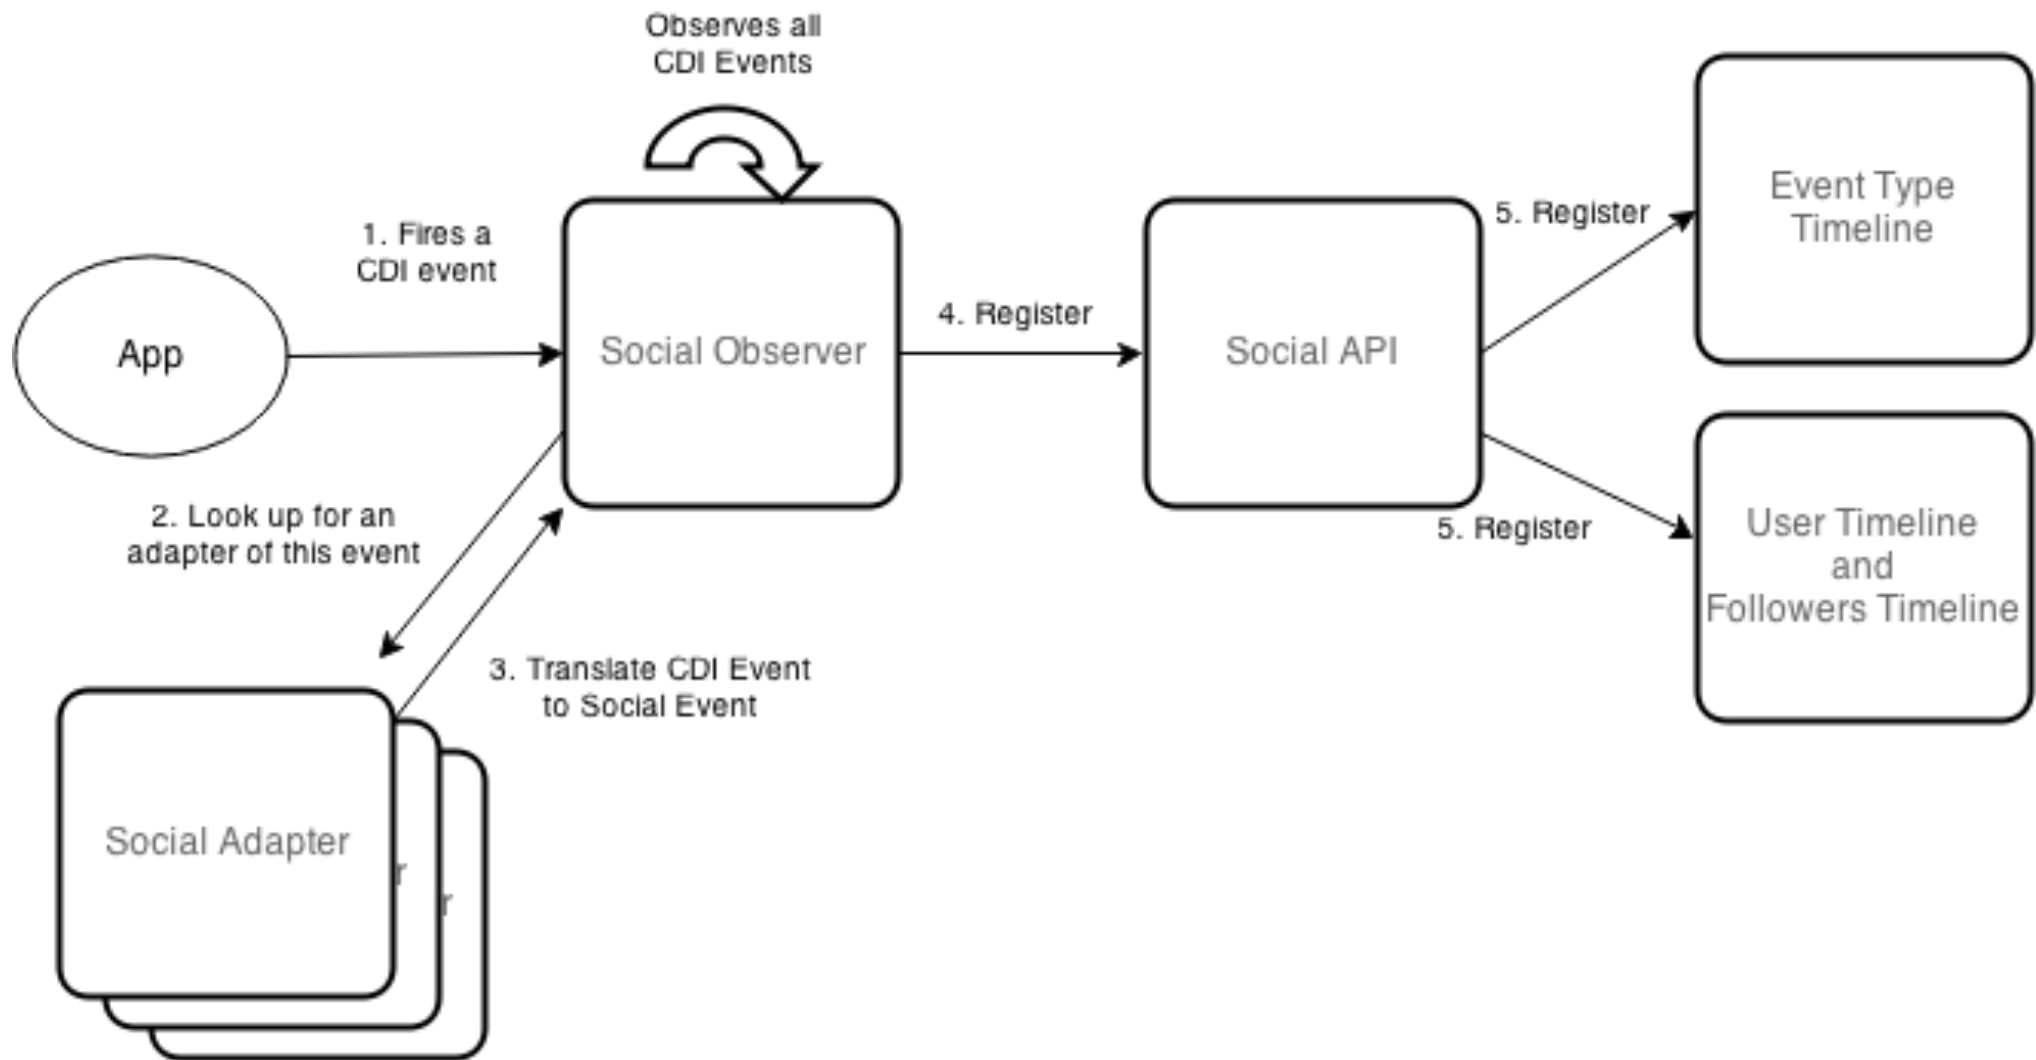 Observes all
CDI Events
1. Fires a
CDI event
App
Social Observer
4. Register
Social API
5. Register
Event Type
Timeline
2. Look up for an
adapter of this event
3. Translate CDI Event
to Social Event
5. Register
User Timeline
and
Followers Timeline
Social Adapter
r
r